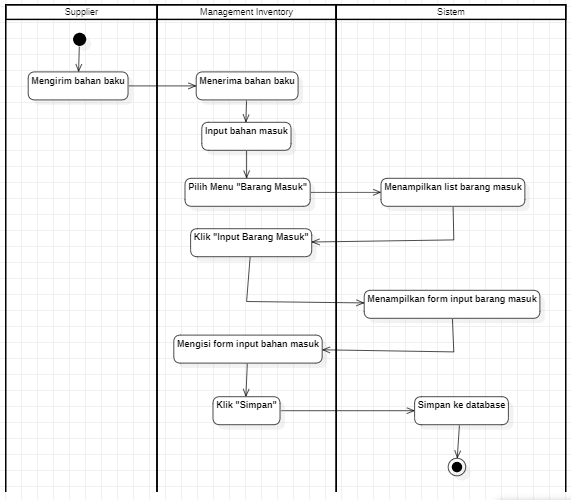 Supplier
Management Inventory
Sistem
Mengirim bahan baku
Menerima bahan baku
Input bahan masuk
Pilih Menu "Barang Masuk"
Menampilkan list barang masuk
Klik "Input Barang Masuk"
Menampilkan form input barang masuk
Mengisi form input bahan masuk
Klik "Simpan"
Simpan ke database